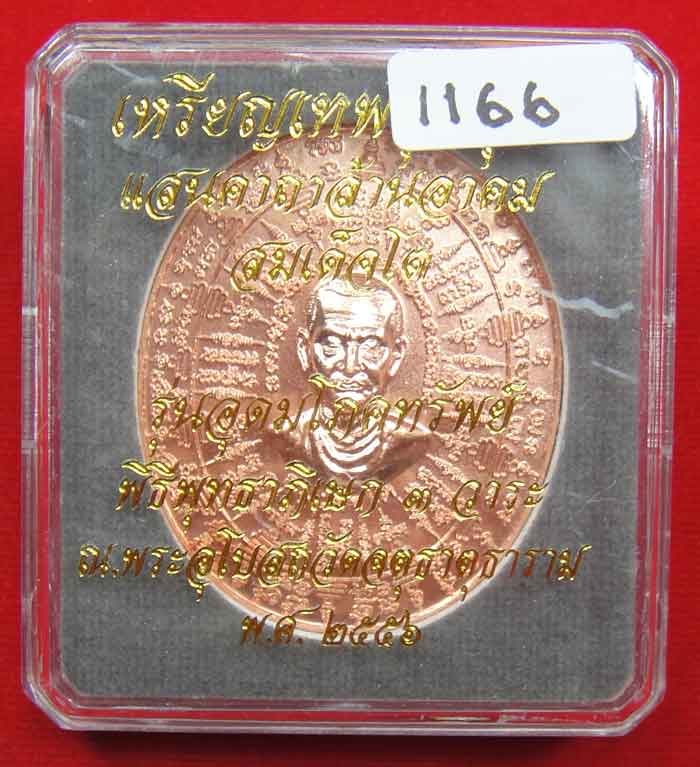 1166
เหรียญเทพ
แสนคาถาล้านอาคม
สมเด็จโต
รุ่นอุดมโภคทรัพย์
พิธีพุทธาภิเษก ๓ วาระ
ณ.พระอุโบสถวัดจตุธาตุธาราม
พ.ศ. ๒๕๕๖